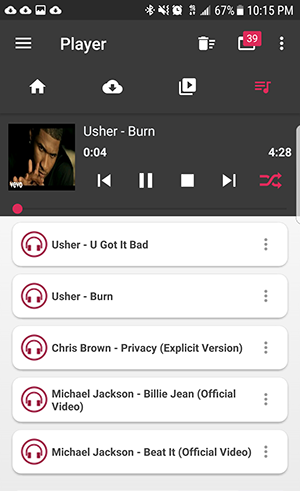 67% 10:15 PM
Player
39
Usher - Burn
0:04
4:28
vevo
Usher - U Got It Bad
Usher - Burn
Chris Brown - Privacy (Explicit Version)
Michael Jackson - Billie Jean (Official
Video)
Michael Jackson - Beat It (Official Video)